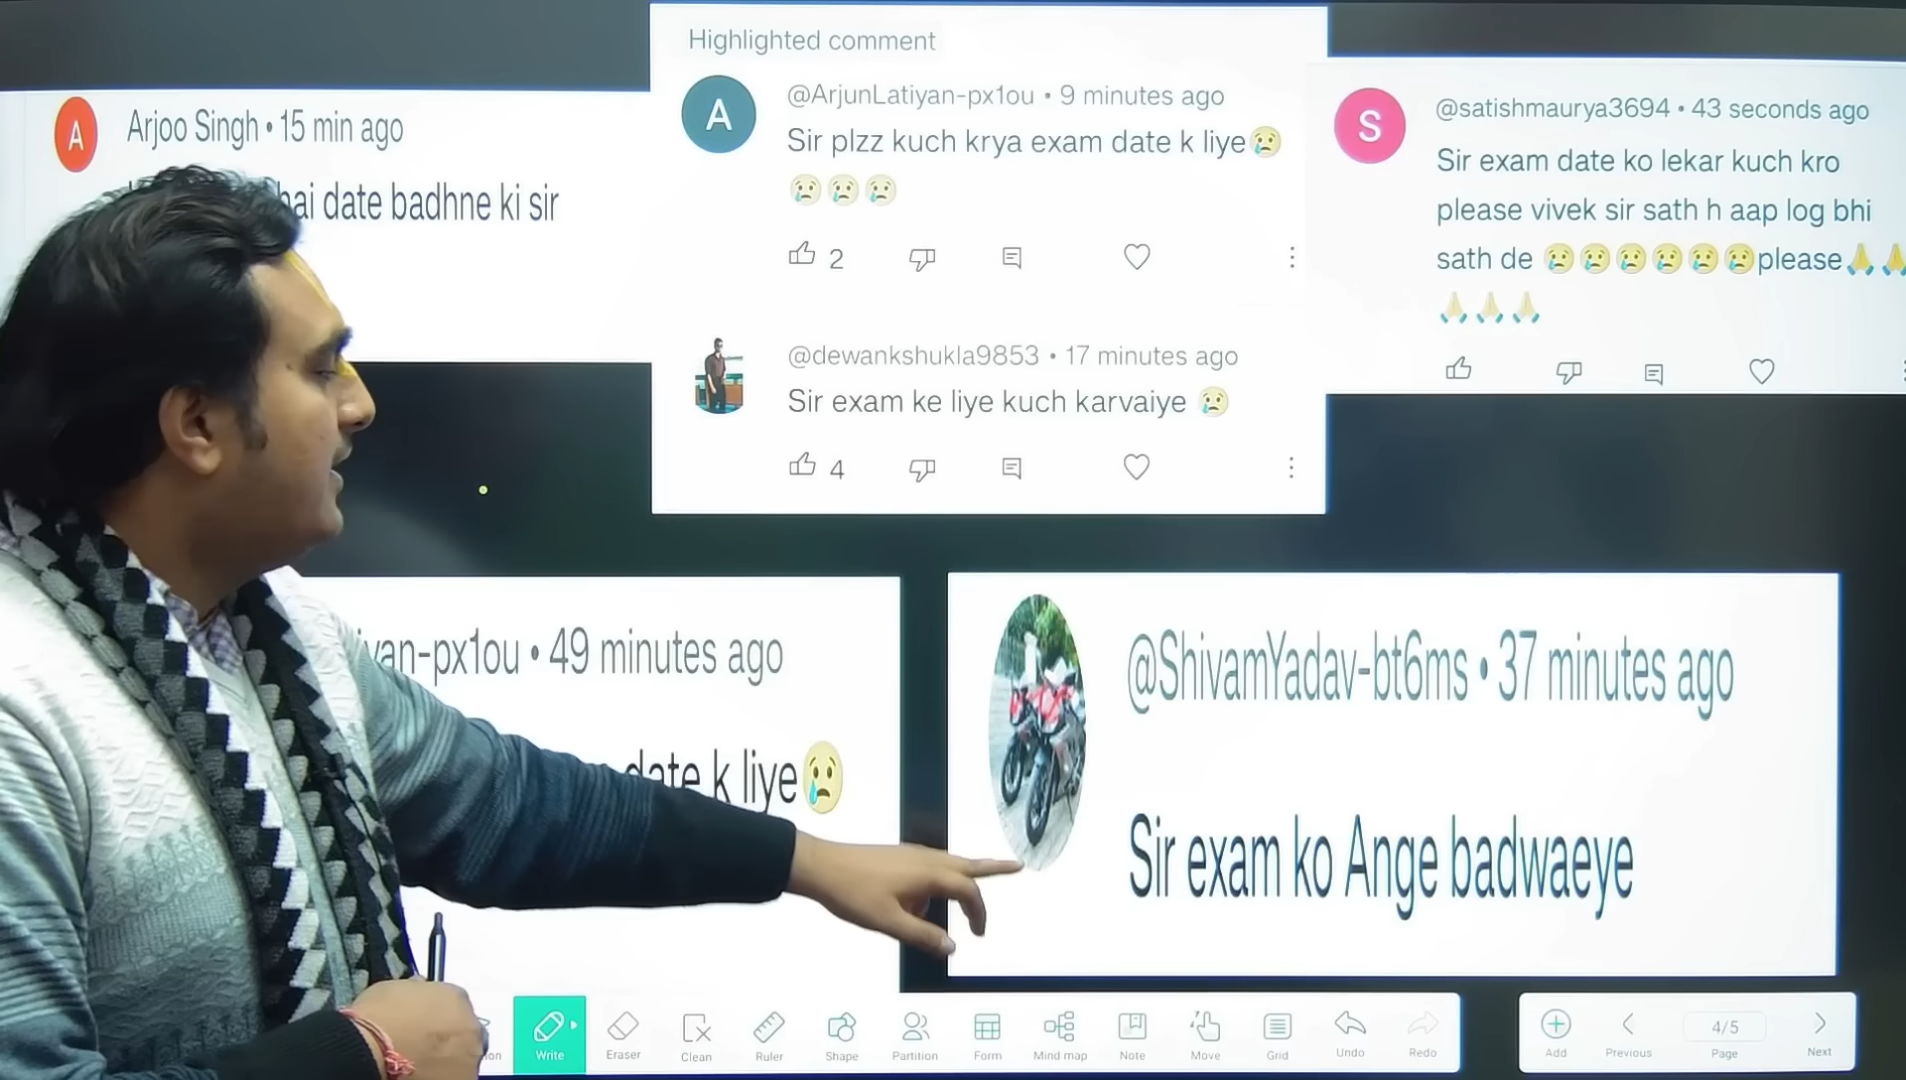 Highlighted comment
A
Arjoo Singh • 15 min ago
hai date badhne ki sir
A
@ArjunLatiyan-px1ou • 9 minutes ago
Sir plzz kuch krya exam date k liye😢
😢😢😢
2
@dewankshukla9853 • 17 minutes ago
Sir exam ke liye kuch karvaiye 😢
4
S
@satishmaurya3694 • 43 seconds ago
Sir exam date ko lekar kuch kro
please vivek sir sath h aap log bhi
sath de 😢😢😢😢😢😢please🙏🙏
🙏🙏🙏
yan-px1ou • 49 minutes ago
date k liye😢
@ShivamYadav-bt6ms • 37 minutes ago
Sir exam ko Ange badwaeye
Write
Eraser
Clean
Ruler
Shape
Partition
Form
Mind map
Note
Move
Grid
Undo
Redo
Add
Previous
4/5
Page
Next